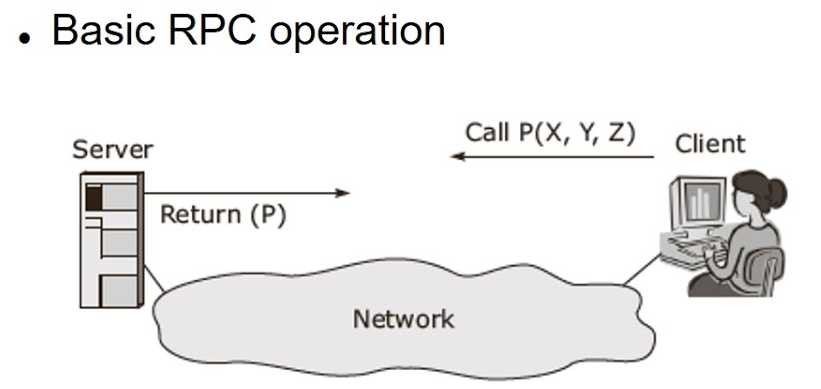 • Basic RPC operation
Server
Call P(X, Y, Z)
Client
Return (P)
Network